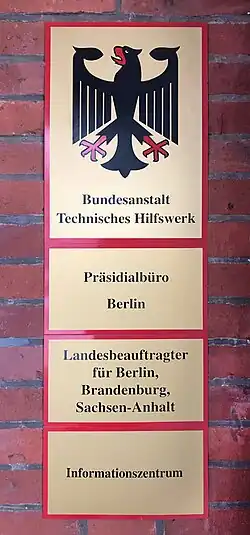 Bundesanstalt
Technisches Hilfswerk
Präsidialbüro
Berlin
Landesbeauftragter
für Berlin,
Brandenburg,
Sachsen-Anhalt
Informationszentrum